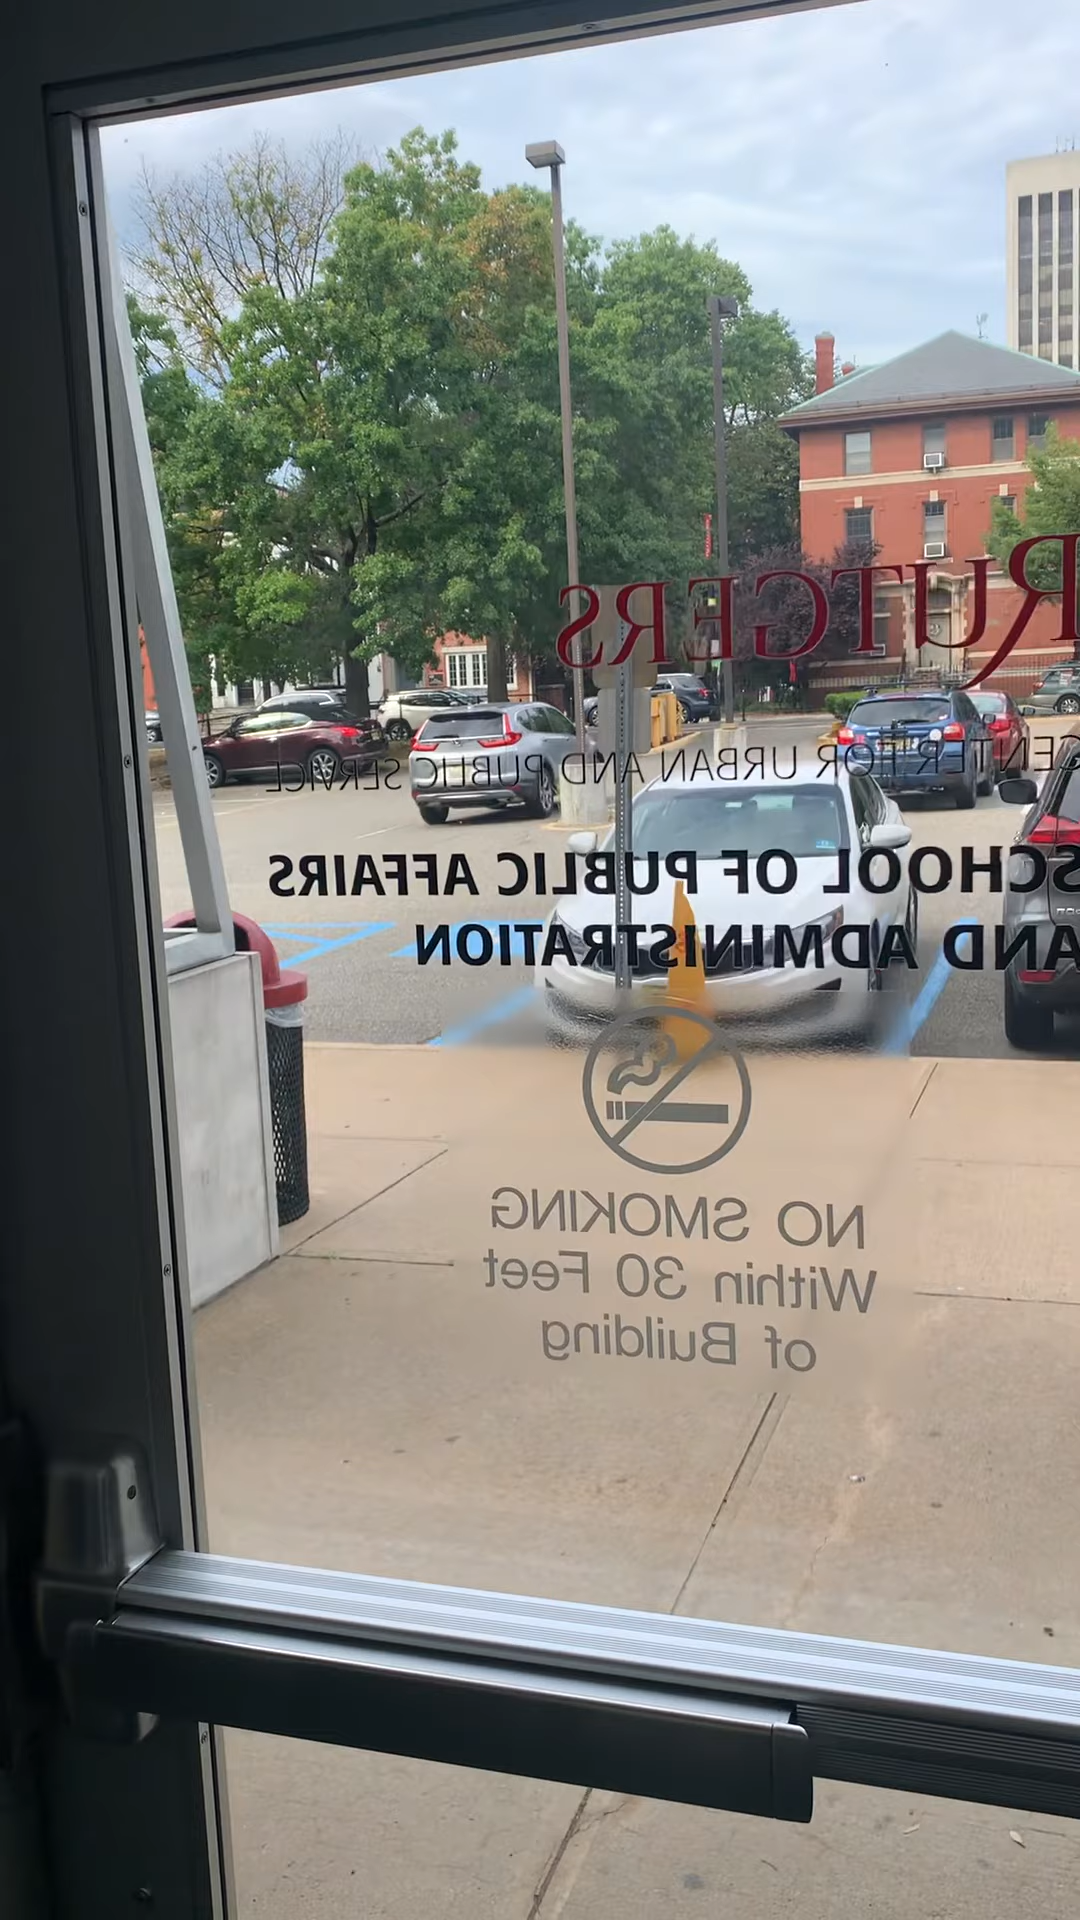 RUTGERS
CENTER FOR URBAN AND PUBLIC SERVICE
SCHOOL OF PUBLIC AFFAIRS
AND ADMINISTRATION
NO SMOKING
Within 30 Feet
of Building